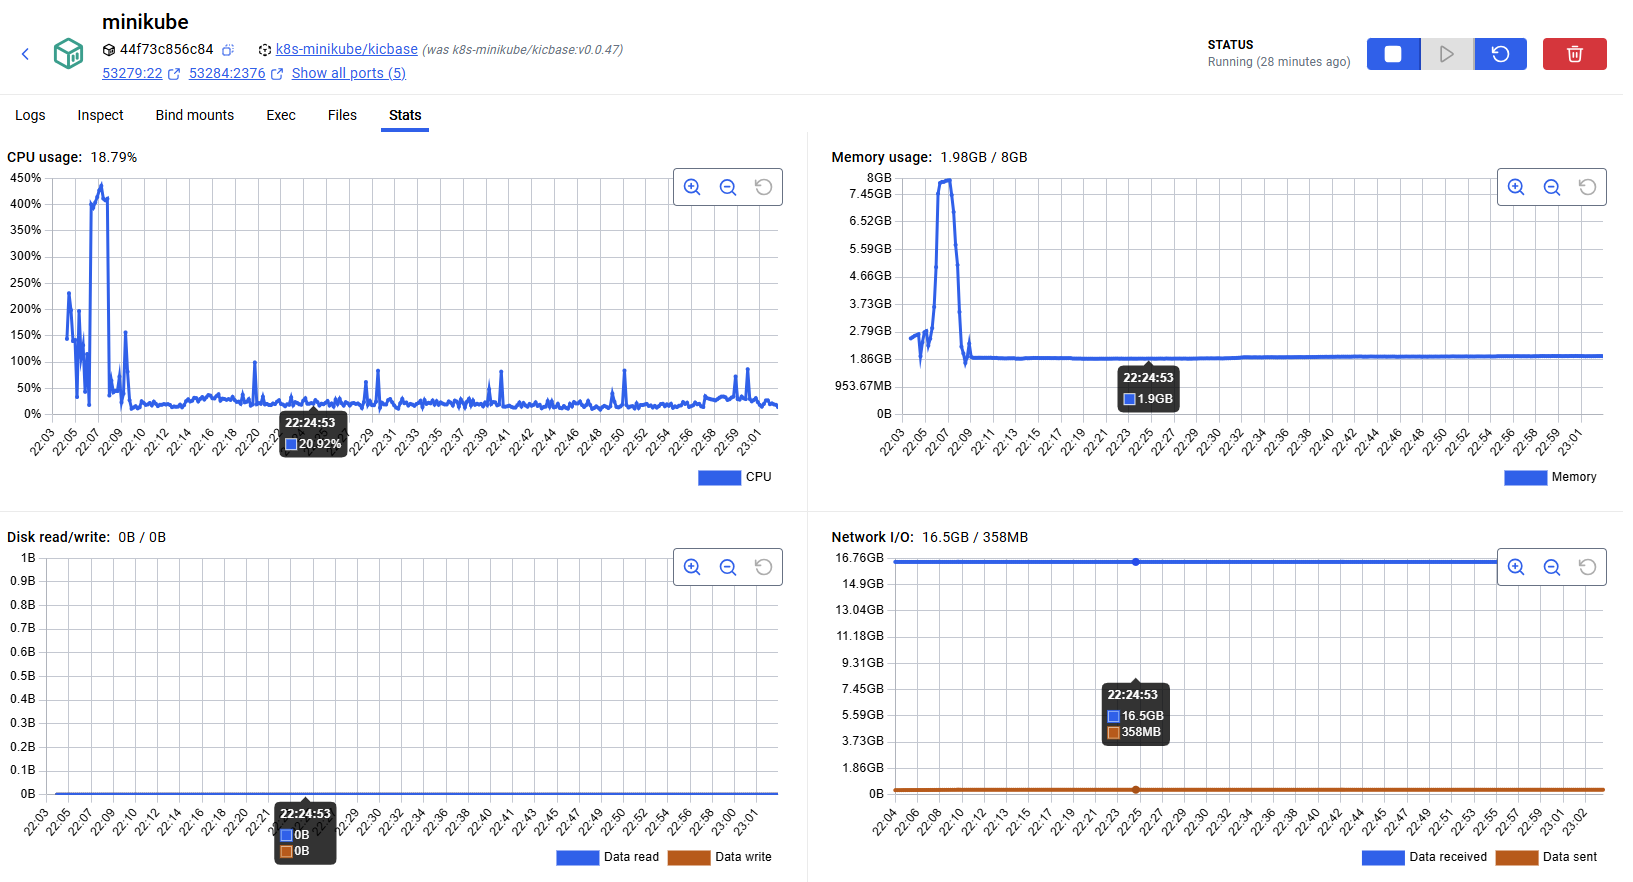 minikube
44f73c856c84 k8s-minikube/kicbase (was k8s-minikube/kicbase:v0.0.47)
53279:22 53284:2376 Show all ports (5)
STATUS
Running (28 minutes ago)
Logs Inspect Bind mounts Exec Files Stats
CPU usage: 18.79%
450%
400%
350%
300%
250%
200%
150%
100%
50%
0%
22:24:53
20.92%
22:03 22:05 22:07 22:09 22:10 22:12 22:14 22:16 22:18 22:20 22:29 22:31 22:33 22:35 22:37 22:39 22:41 22:43 22:45 22:48 22:50 22:52 22:54 22:56 22:58 22:59 23:01
CPU
Memory usage: 1.98GB / 8GB
8GB
7.45GB
6.52GB
5.59GB
4.66GB
3.73GB
2.79GB
1.86GB
953.67MB
0B
22:24:53
1.9GB
22:03 22:05 22:07 22:09 22:11 22:13 22:15 22:17 22:19 22:21 22:23 22:25 22:27 22:29 22:30 22:32 22:34 22:36 22:38 22:40 22:42 22:44 22:46 22:48 22:50 22:52 22:54 22:56 22:58 22:59 23:01
Memory
Disk read/write: 0B / 0B
1B
0.9B
0.8B
0.7B
0.6B
0.5B
0.4B
0.3B
0.2B
0.1B
0B
22:24:53
0B
0B
22:03 22:05 22:07 22:09 22:10 22:12 22:14 22:16 22:18 22:20 22:21 22:29 22:30 22:32 22:34 22:36 22:38 22:40 22:42 22:43 22:45 22:47 22:49 22:50 22:52 22:54 22:56 22:58 23:00 23:01
Data read
Data write
Network I/O: 16.5GB / 358MB
16.76GB
14.9GB
13.04GB
11.18GB
9.31GB
7.45GB
5.59GB
3.73GB
1.86GB
0B
22:24:53
16.5GB
358MB
22:04 22:06 22:08 22:10 22:12 22:13 22:15 22:17 22:19 22:21 22:23 22:25 22:27 22:29 22:30 22:32 22:34 22:36 22:38 22:40 22:42 22:44 22:46 22:47 22:49 22:51 22:53 22:55 22:57 22:59 23:01 23:02
Data received
Data sent